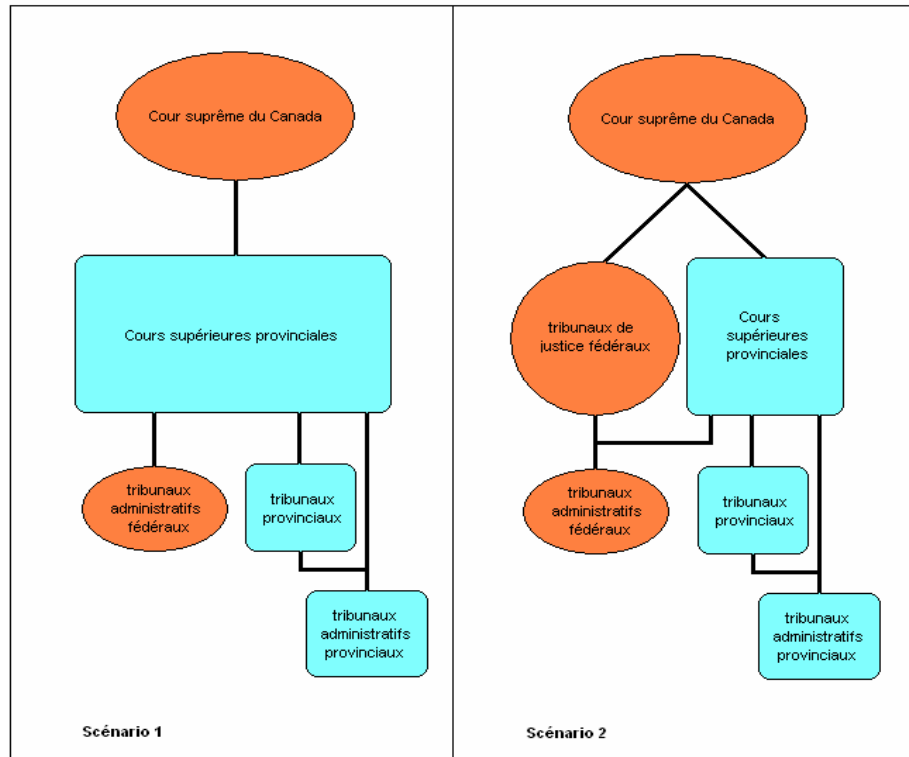 Cour suprême du Canada
Cours supérieures provinciales
tribunaux
administratifs
fédéraux
tribunaux
provinciaux
tribunaux
administratifs
provinciaux
Scénario 1
Cour suprême du Canada
tribunaux de
justice fédéraux
Cours
supérieures
provinciales
tribunaux
administratifs
fédéraux
tribunaux
provinciaux
tribunaux
administratifs
provinciaux
Scénario 2